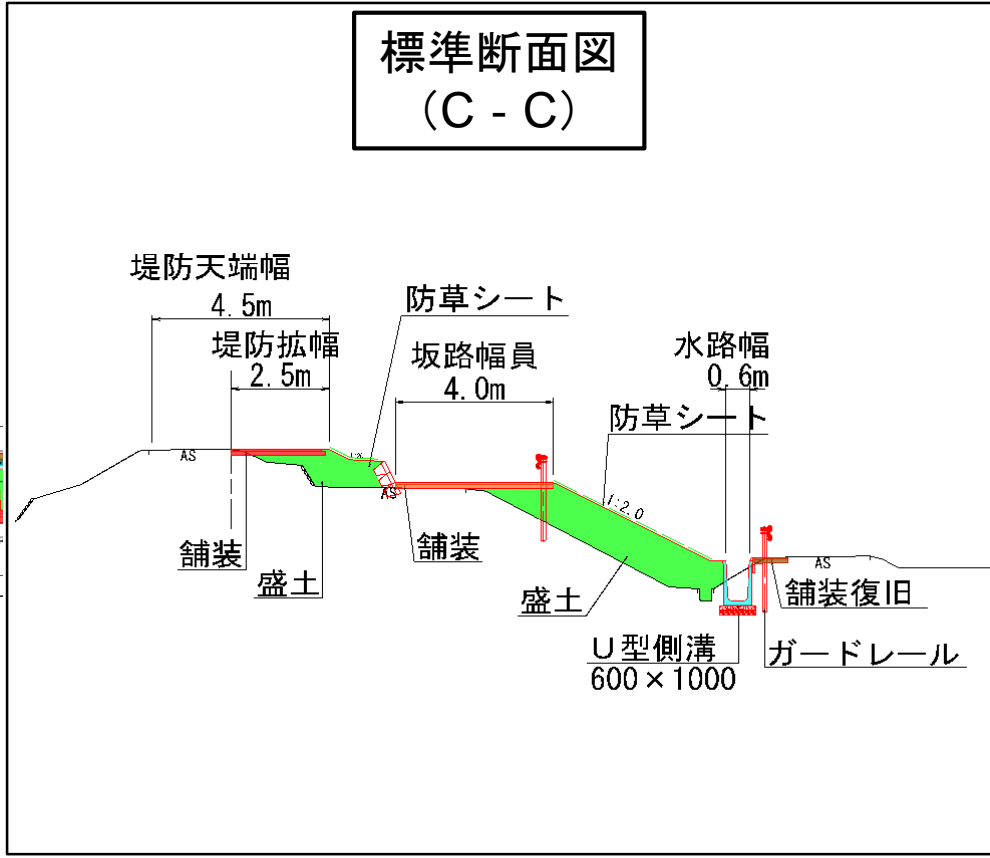 標準断面図
(C - C)
堤防天端幅
4.5m
防草シート
堤防拡幅
2.5m
坂路幅員
4.0m
水路幅
0.6m
防草シート
AS
AS
1:2.0
AS
舗装
舗装
盛土
盛土
舗装復旧
U型側溝
600×1000
ガードレール